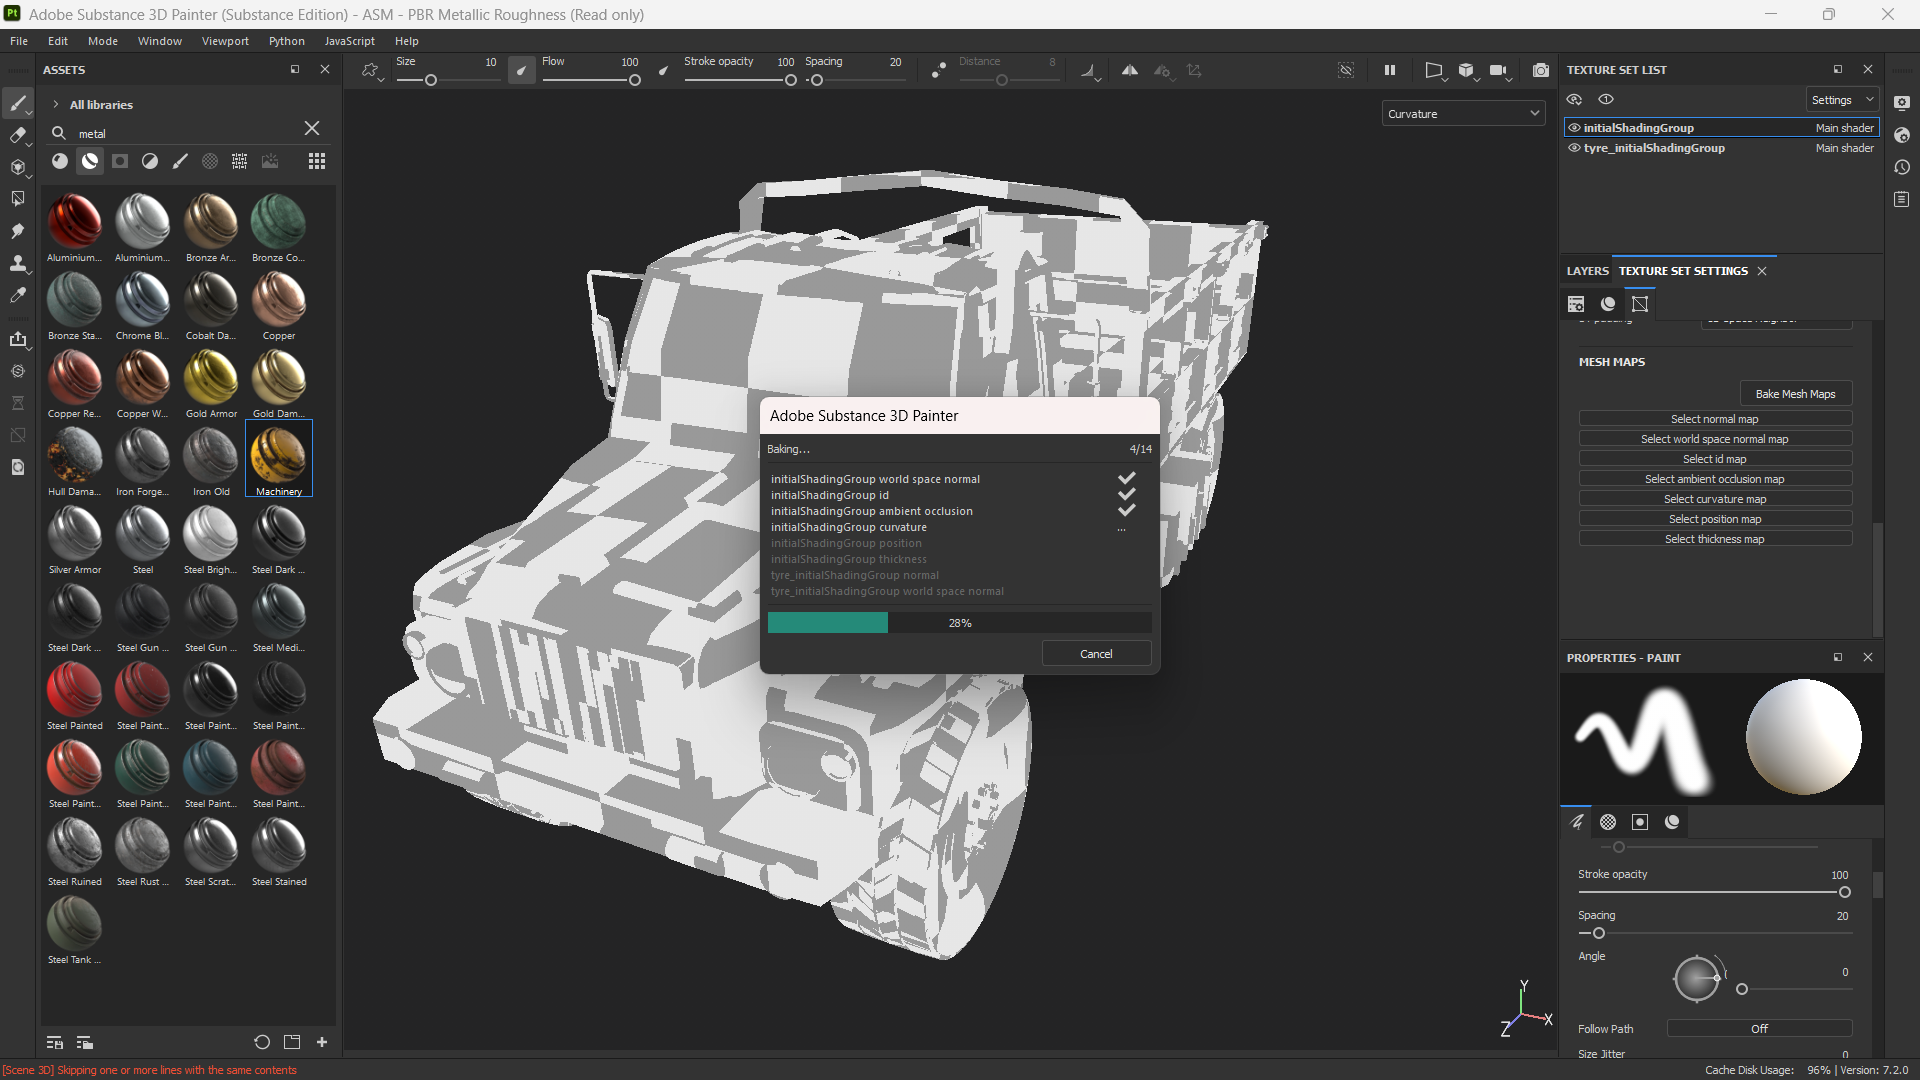 Pt Adobe Substance 3D Painter (Substance Edition) - ASM - PBR Metallic Roughness (Read only)
File Edit Mode Window Viewport Python JavaScript Help
ASSETS
All libraries
metal
Aluminium... Aluminium... Bronze Ar... Bronze Co...
Bronze Sta... Chrome Bl... Cobalt Da... Copper
Copper Re... Copper W... Gold Armor Gold Dam...
Hull Dama... Iron Forge... Iron Old Machinery
Silver Armor Steel Steel Brigh... Steel Dark ...
Steel Dark ... Steel Gun ... Steel Gun ... Steel Medi...
Steel Painted Steel Paint... Steel Paint... Steel Paint...
Steel Paint... Steel Paint... Steel Paint... Steel Paint...
Steel Ruined Steel Rust ... Steel Scrat... Steel Stained
Steel Tank ...
Size 10 Flow 100 Stroke opacity 100 Spacing 20 Distance 8
Curvature
Adobe Substance 3D Painter
Baking... 4/14
initialShadingGroup world space normal
initialShadingGroup id
initialShadingGroup ambient occlusion
initialShadingGroup curvature ...
initialShadingGroup position
initialShadingGroup thickness
tyre_initialShadingGroup normal
tyre_initialShadingGroup world space normal
28%
Cancel
Y
Z X
TEXTURE SET LIST
Settings
initialShadingGroup Main shader
tyre_initialShadingGroup Main shader
LAYERS TEXTURE SET SETTINGS
MESH MAPS
Bake Mesh Maps
Select normal map
Select world space normal map
Select id map
Select ambient occlusion map
Select curvature map
Select position map
Select thickness map
PROPERTIES - PAINT
Stroke opacity 100
Spacing 20
Angle
0
Follow Path Off
Size Jitter 0
[Scene 3D] Skipping one or more lines with the same contents
Cache Disk Usage: 96% | Version: 7.2.0